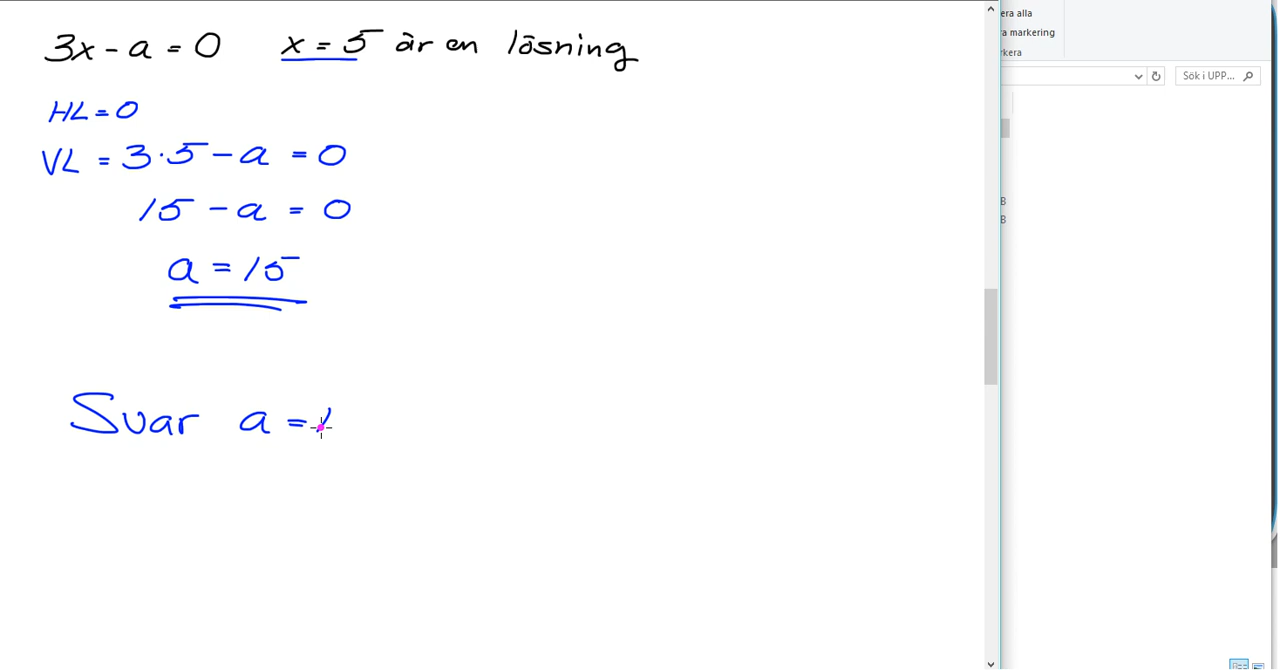 3x - a = 0 x = 5 är en lösning
HL = 0
VL = 3·5 - a = 0
15 - a = 0
a = 15
Svar a =
era alla
a markering
rkera
Sök i UPP...
B
B